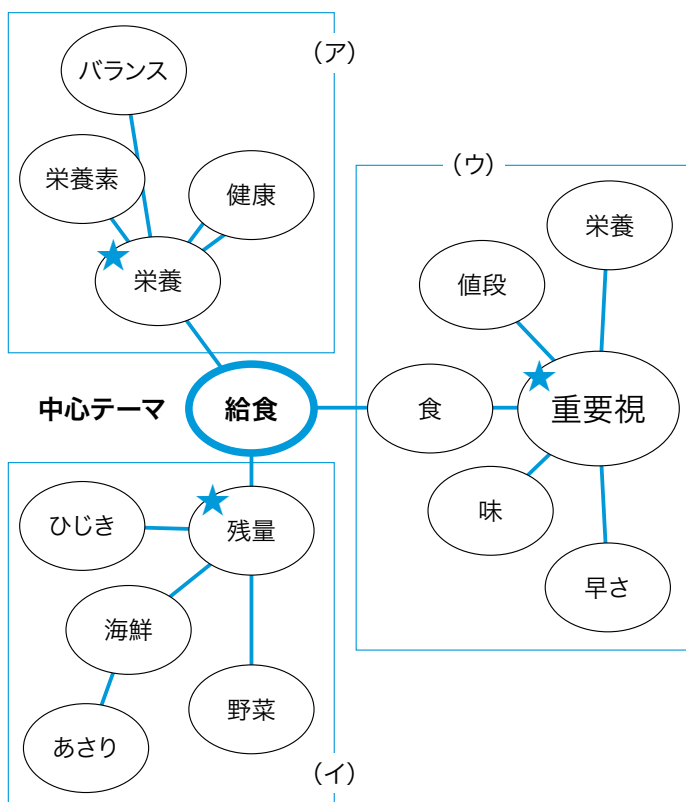 (ア)
バランス
栄養素
健康
栄養
中心テーマ
給食
(ウ)
栄養
値段
食
重要視
味
早さ
残量
ひじき
海鮮
野菜
あさり
(イ)